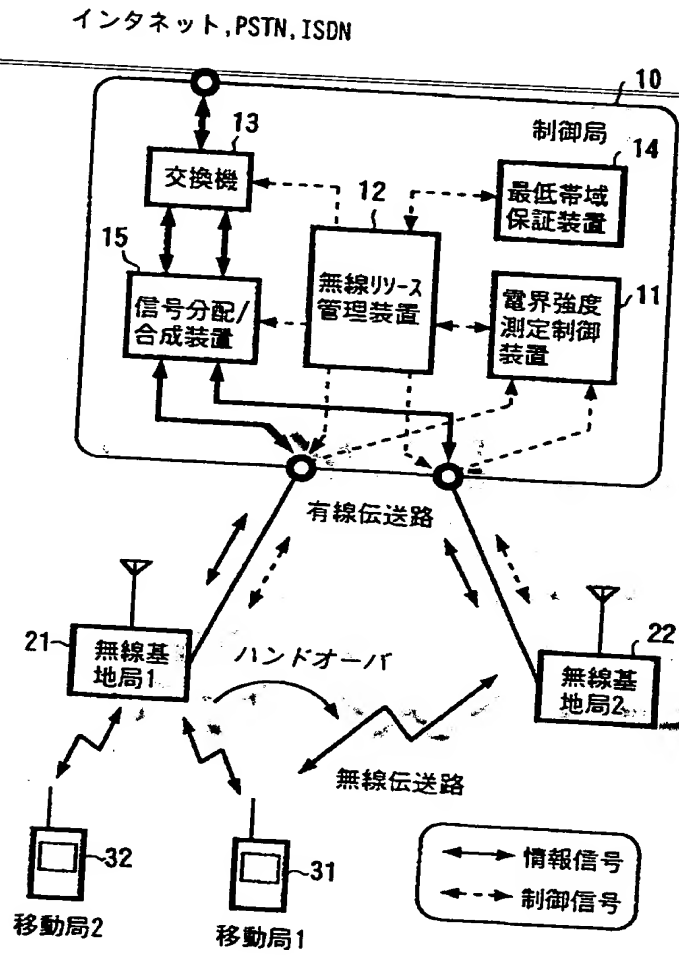 インタネット,PSTN,ISDN
10
制御局
13
交換機
14
最低帯域
保証装置
12
無線リソース
管理装置
15
信号分配/
合成装置
11
電界強度
測定制御
装置
有線伝送路
21
無線基
地局1
ハンドオーバ
22
無線基
地局2
無線伝送路
32
移動局2
31
移動局1
情報信号
制御信号